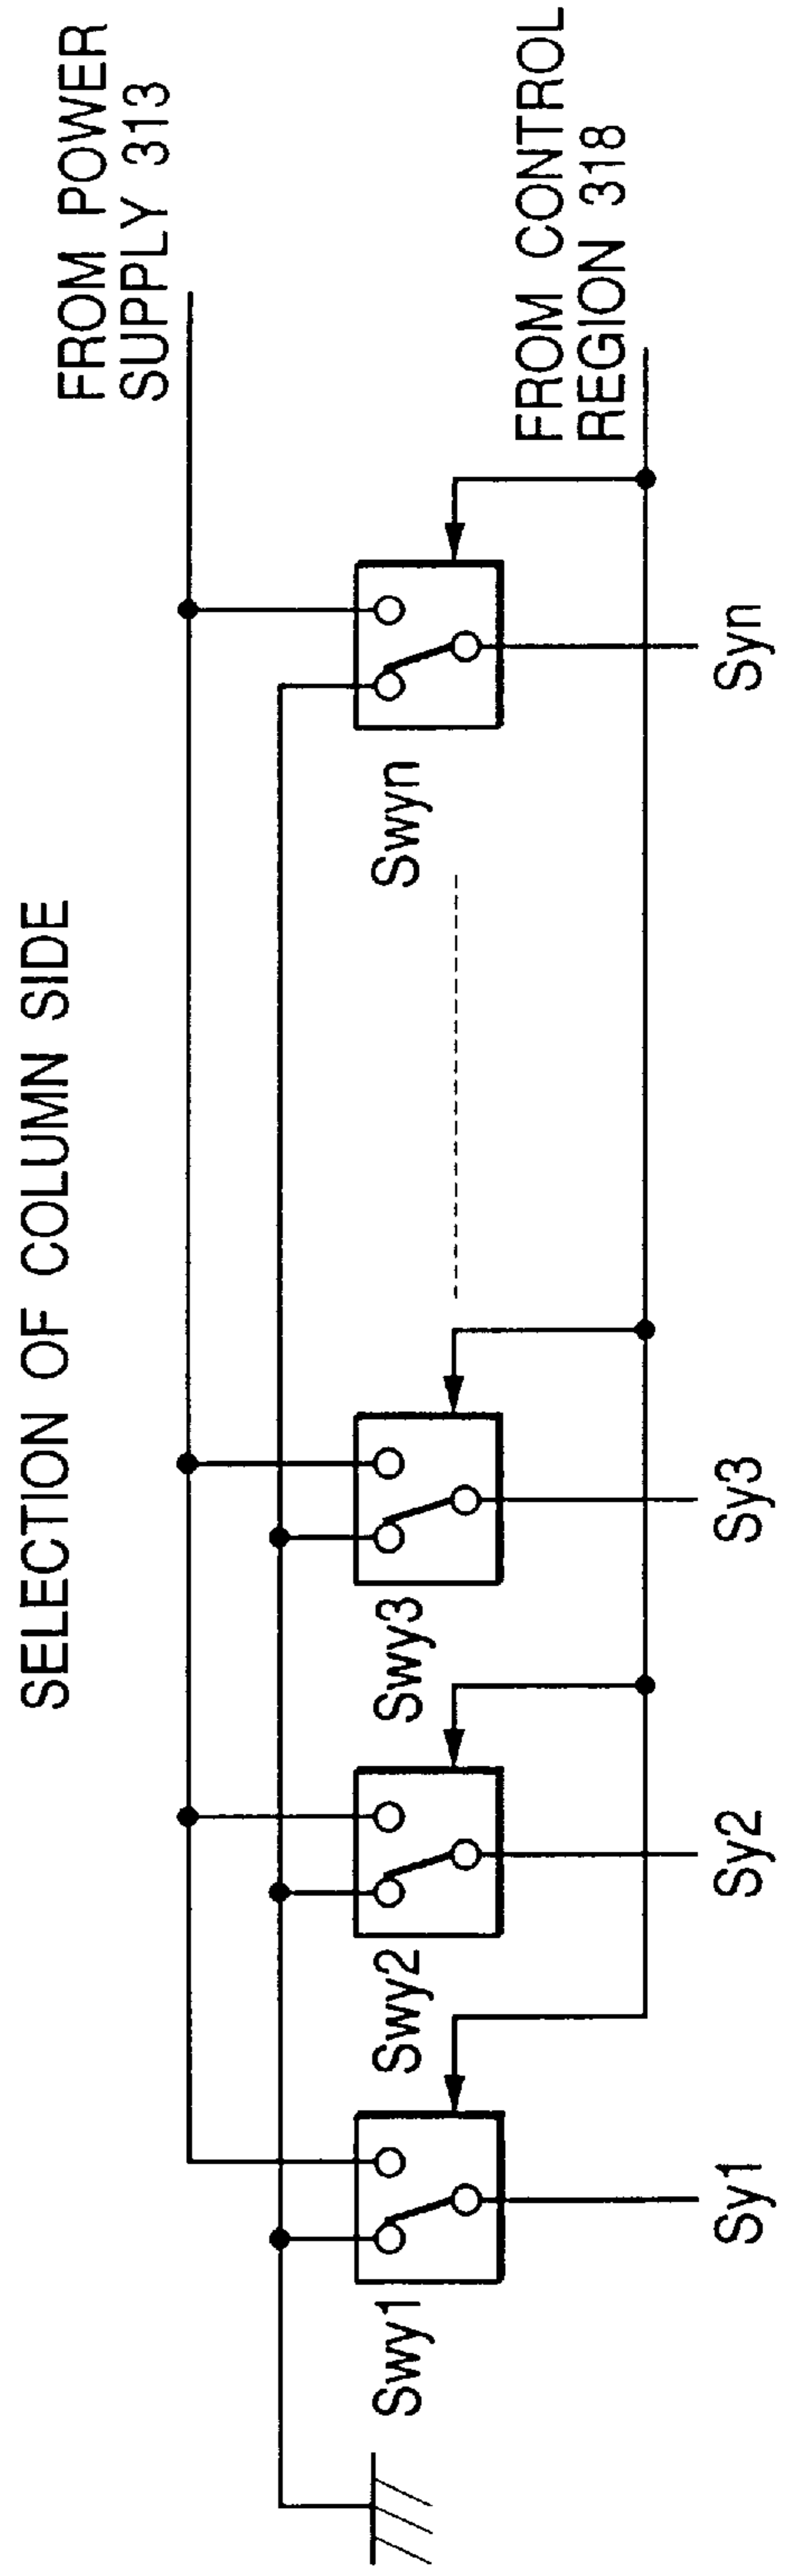 SELECTION OF COLUMN SIDE
FROM POWER
SUPPLY 313
FROM CONTROL
REGION 318
Swy1
Swy2
Swy3
Swyn
Sy1
Sy2
Sy3
Syn